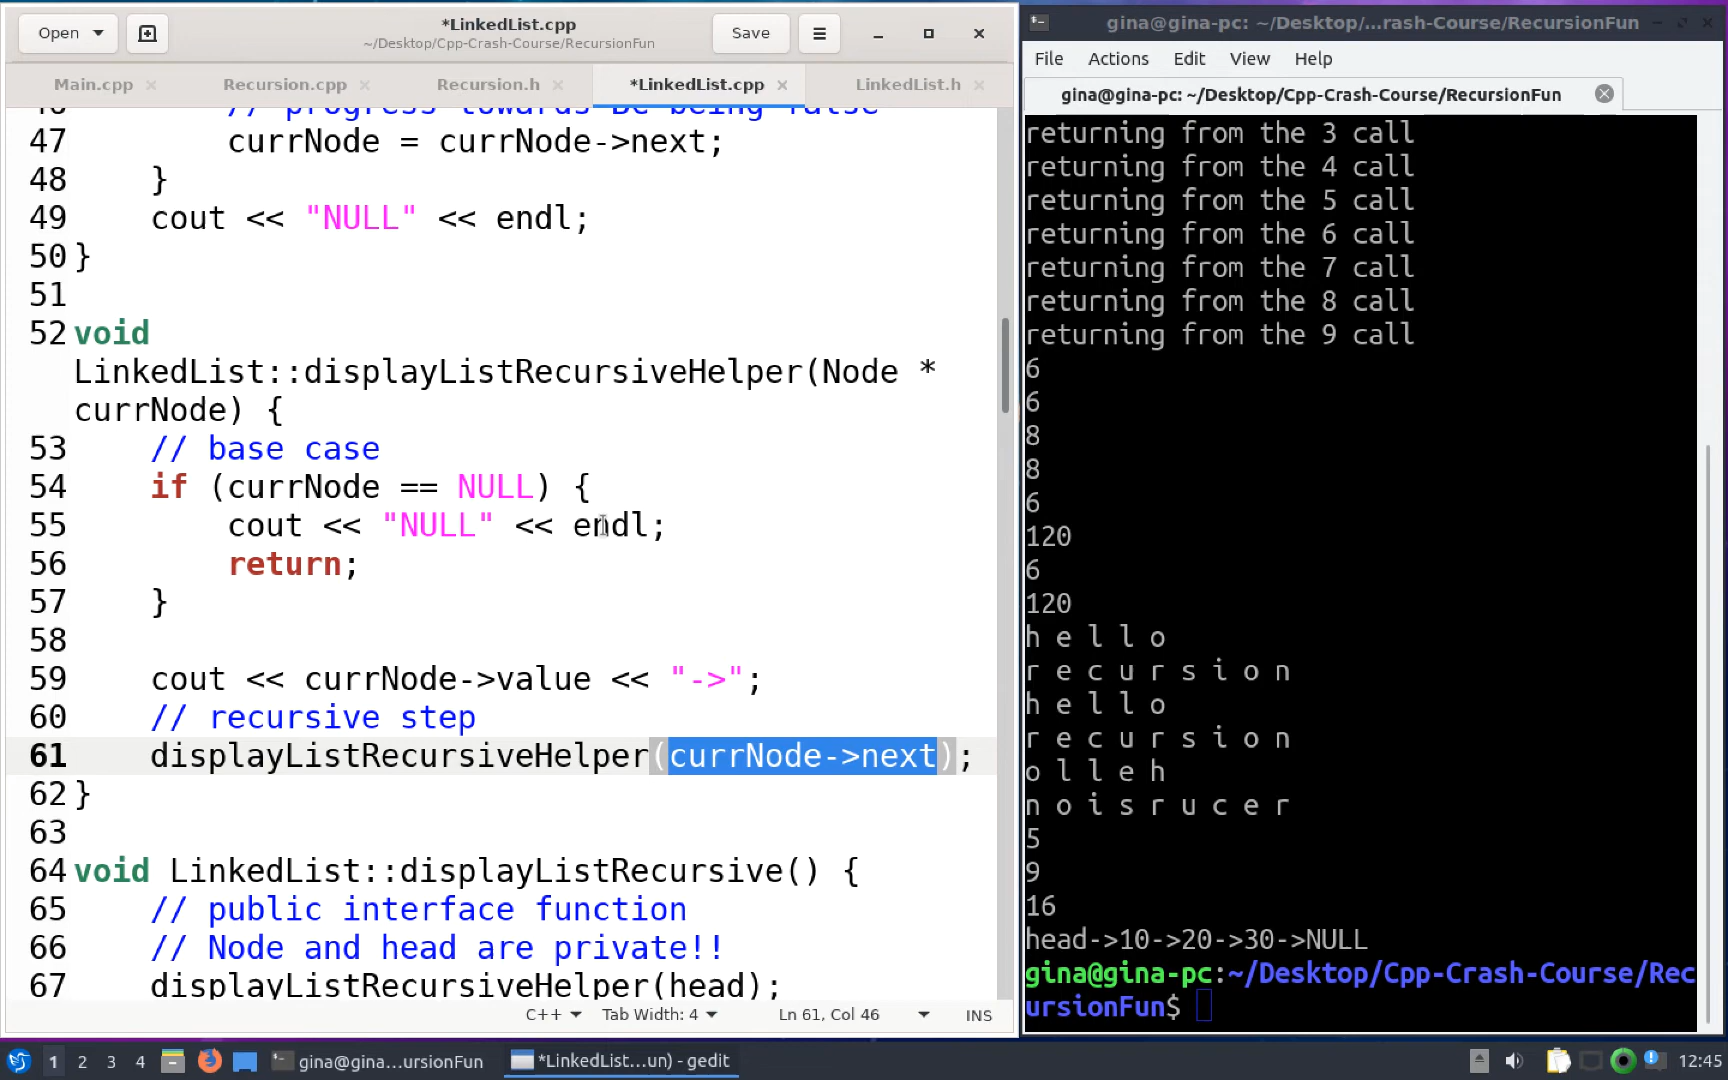 Open
*LinkedList.cpp
~/Desktop/Cpp-Crash-Course/RecursionFun
Save
Main.cpp
Recursion.cpp
Recursion.h
*LinkedList.cpp
LinkedList.h
46 // progress towards Be being false
47 currNode = currNode->next;
48 }
49 cout << "NULL" << endl;
50 }
51
52 void
LinkedList::displayListRecursiveHelper(Node *
currNode) {
53 // base case
54 if (currNode == NULL) {
55 cout << "NULL" << endl;
56 return;
57 }
58
59 cout << currNode->value << "->";
60 // recursive step
61 displayListRecursiveHelper(currNode->next);
62 }
63
64 void LinkedList::displayListRecursive() {
65 // public interface function
66 // Node and head are private!!
67 displayListRecursiveHelper(head);
C++ Tab Width: 4 Ln 61, Col 46 INS
gina@gina-pc: ~/Desktop/...rash-Course/RecursionFun
File Actions Edit View Help
gina@gina-pc: ~/Desktop/Cpp-Crash-Course/RecursionFun
returning from the 3 call
returning from the 4 call
returning from the 5 call
returning from the 6 call
returning from the 7 call
returning from the 8 call
returning from the 9 call
6
6
8
8
6
120
6
120
h e l l o
r e c u r s i o n
h e l l o
r e c u r s i o n
o l l e h
n o i s r u c e r
5
9
16
head->10->20->30->NULL
gina@gina-pc:~/Desktop/Cpp-Crash-Course/Rec
ursionFun$
1 2 3 4 gina@gina...ursionFun *LinkedList...un) - gedit 12:45